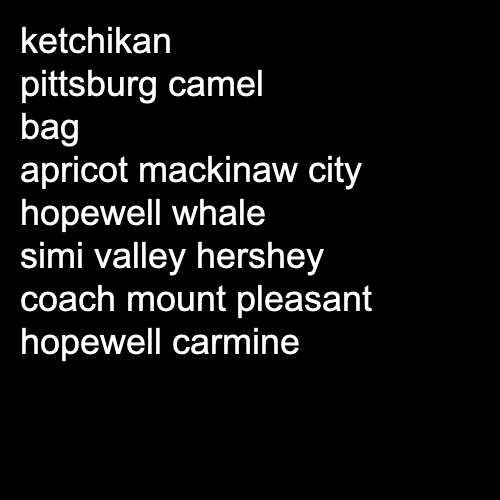 ketchikan
pittsburg camel
bag
apricot mackinaw city
hopewell whale
simi valley hershey
coach mount pleasant
hopewell carmine